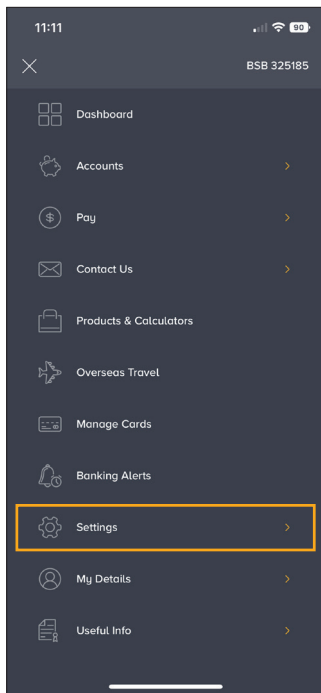 11:11
90
BSB 325185
Dashboard
Accounts
Pay
Contact Us
Products & Calculators
Overseas Travel
Manage Cards
Banking Alerts
Settings
My Details
Useful Info